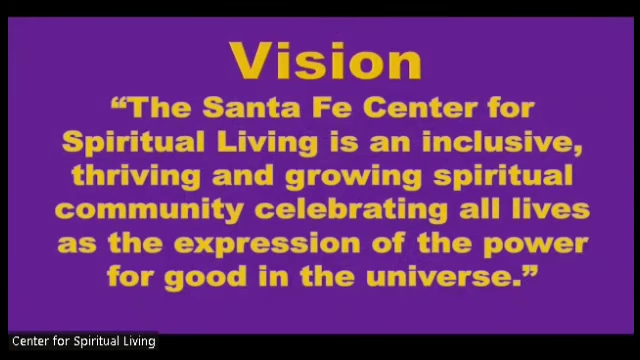 Vision
“The Santa Fe Center for
Spiritual Living is an inclusive,
thriving and growing spiritual
community celebrating all lives
as the expression of the power
for good in the universe.”
Center for Spiritual Living